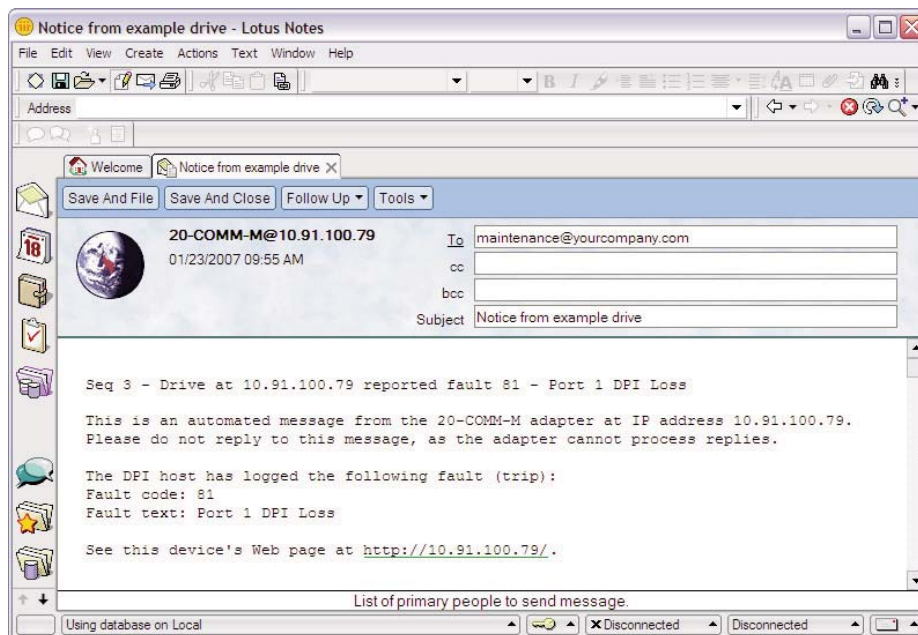 Notice from example drive - Lotus Notes
File Edit View Create Actions Text Window Help
B I
Address
Welcome Notice from example drive
Save And File Save And Close Follow Up Tools
18
20-COMM-M@10.91.100.79
01/23/2007 09:55 AM
To maintenance@yourcompany.com
cc
bcc
Subject Notice from example drive
Seq 3 - Drive at 10.91.100.79 reported fault 81 - Port 1 DPI Loss
This is an automated message from the 20-COMM-M adapter at IP address 10.91.100.79.
Please do not reply to this message, as the adapter cannot process replies.
The DPI host has logged the following fault (trip):
Fault code: 81
Fault text: Port 1 DPI Loss
See this device's Web page at http://10.91.100.79/.
List of primary people to send message.
Using database on Local Disconnected Disconnected